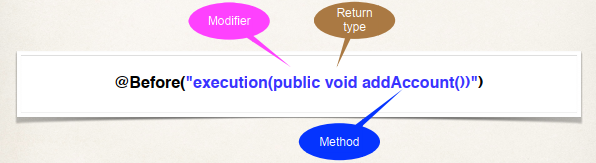 Modifier
Return
type
@Before("execution(public void addAccount())")
Method